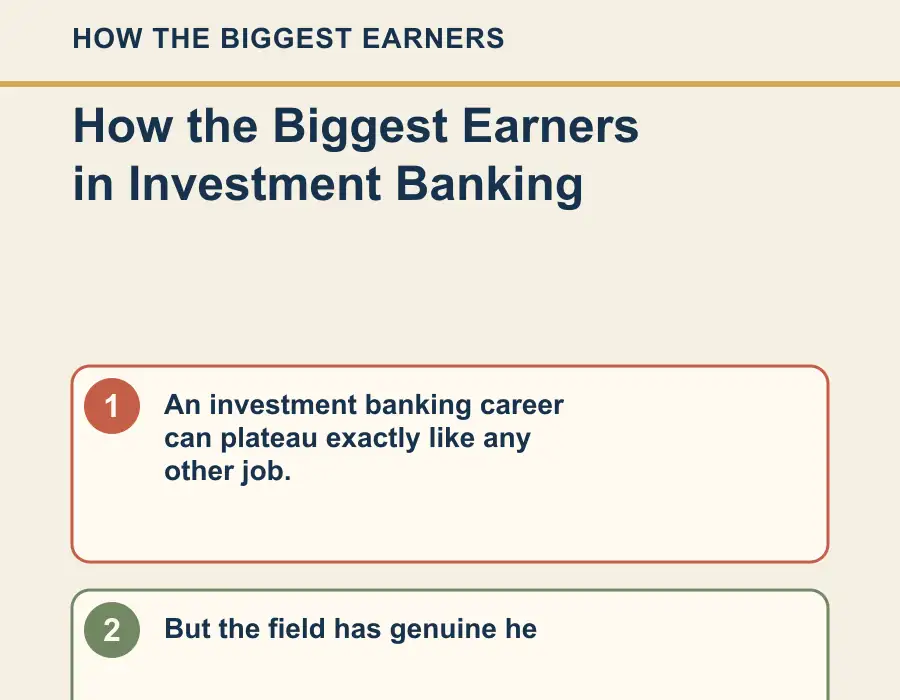 HOW THE BIGGEST EARNERS
How the Biggest Earners
in Investment Banking
1
An investment banking career
can plateau exactly like any
other job.
2
But the field has genuine he